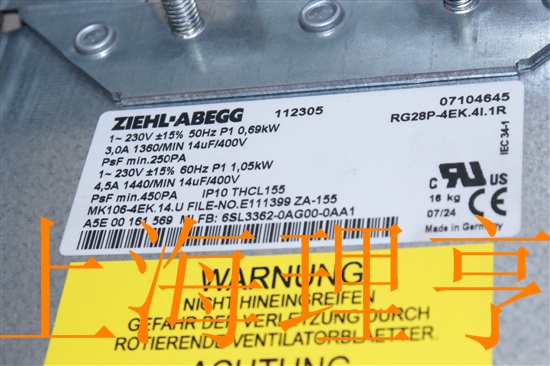 ZIEHL-ABEGG 112305 07104645
RG28P-4EK.4I.1R
1~ 230V ±15% 50Hz P1 0,69kW
3,0A 1360/MIN 14uF/400V
PsF min.250PA
1~ 230V ±15% 60Hz P1 1,05kW
4,5A 1440/MIN 14uF/400V
PsF min.450PA IP10 THCL155
MK106-4EK.14.U FILE-NO.E111399 ZA-155
A5E 00 161 569 MLFB: 6SL3362-0AG00-0AA1
IEC 34-1
C RU US
16 kg
07/24
Made in Germany
WARNUNG
NICHT HINEINGREIFEN
GEFAHR DER VERLETZUNG DURCH
ROTIERENDE VENTILATORBLAETTER.
ACHTUNG
上海理亨